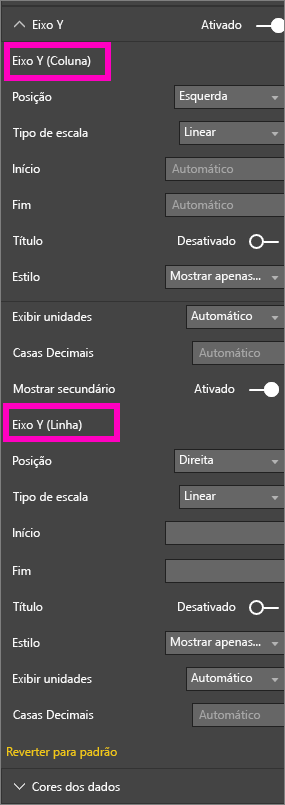 Eixo Y Ativado
Eixo Y (Coluna)
Posição Esquerda
Tipo de escala Linear
Início Automático
Fim Automático
Título Desativado
Estilo Mostrar apenas...
Exibir unidades Automático
Casas Decimais Automático
Mostrar secundário Ativado
Eixo Y (Linha)
Posição Direita
Tipo de escala Linear
Início
Fim
Título Desativado
Estilo Mostrar apenas...
Exibir unidades Automático
Casas Decimais Automático
Reverter para padrão
Cores dos dados